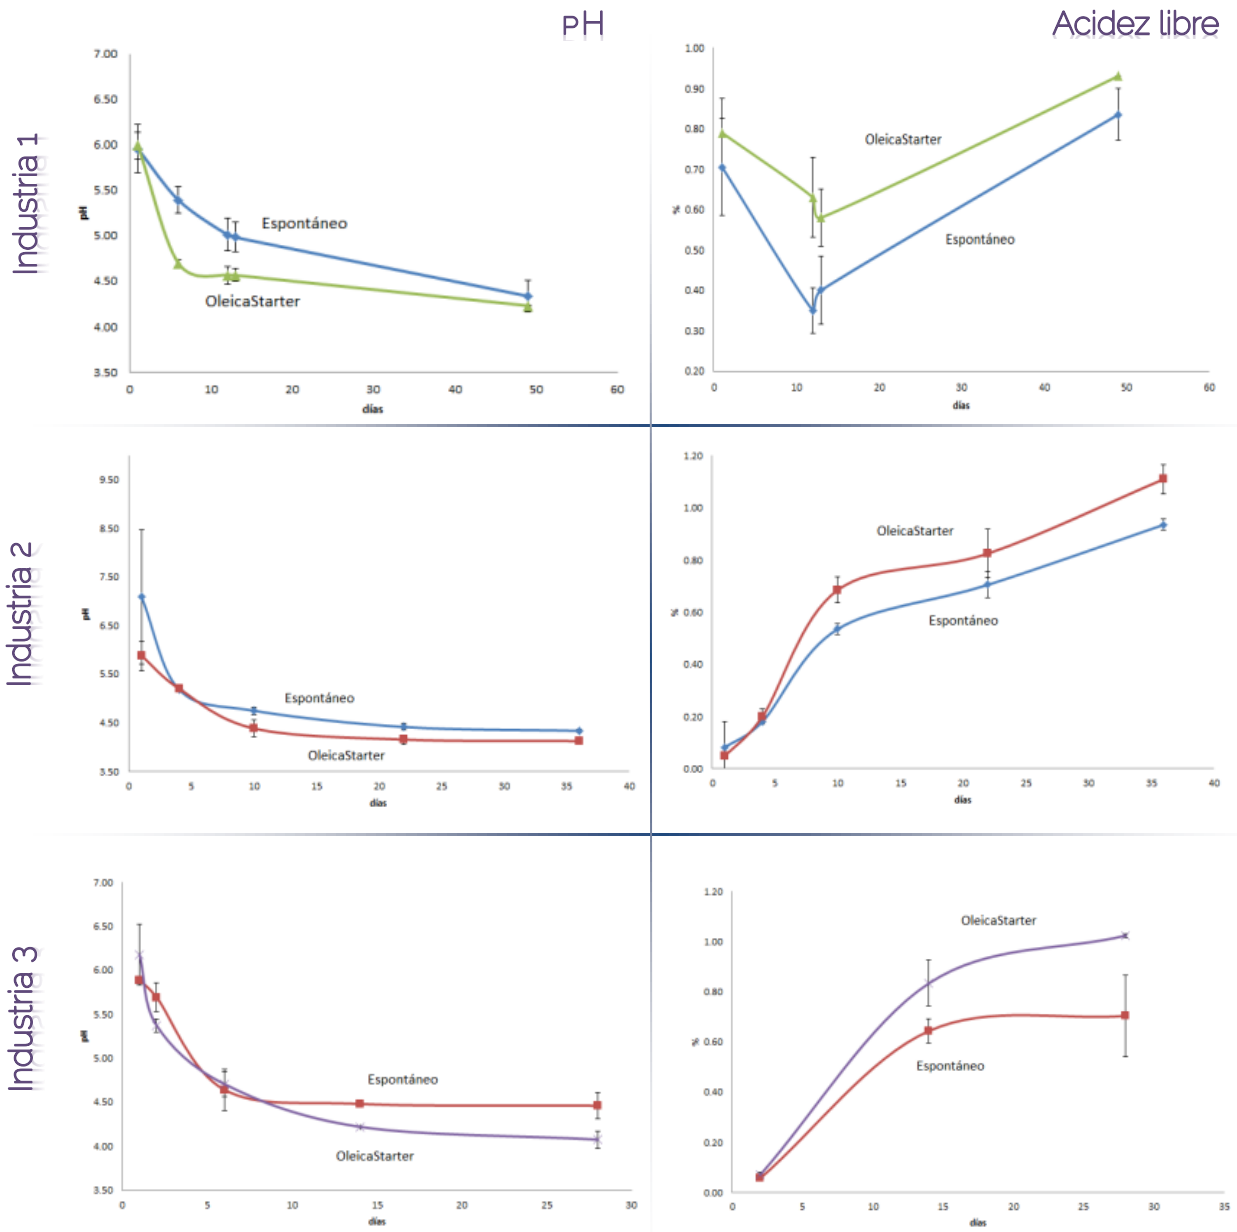 pH
Acidez libre
Industria 1
7.00
6.50
6.00
5.50
5.00
4.50
4.00
3.50
pH
Espontáneo
OleicaStarter
0 10 20 30 40 50 60
días
1.00
0.90
0.80
0.70
0.60
0.50
0.40
0.30
0.20
%
OleicaStarter
Espontáneo
0 10 20 30 40 50 60
días
Industria 2
9.50
8.50
7.50
6.50
5.50
4.50
3.50
pH
Espontáneo
OleicaStarter
0 5 10 15 20 25 30 35 40
días
1.20
1.00
0.80
0.60
0.40
0.20
0.00
%
OleicaStarter
Espontáneo
0 5 10 15 20 25 30 35 40
días
Industria 3
7.00
6.50
6.00
5.50
5.00
4.50
4.00
3.50
pH
Espontáneo
OleicaStarter
0 5 10 15 20 25 30
días
1.20
1.00
0.80
0.60
0.40
0.20
0.00
%
OleicaStarter
Espontáneo
0 5 10 15 20 25 30 35
días